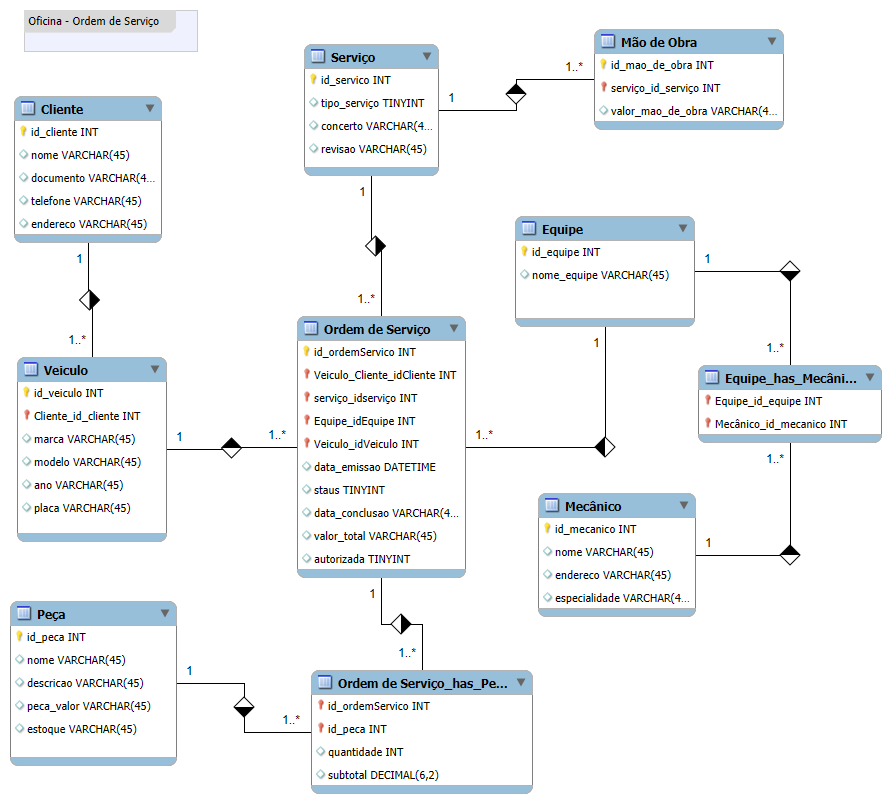 Oficina - Ordem de Serviço
Serviço
id_servico INT
tipo_serviço TINYINT
concerto VARCHAR(4...
revisao VARCHAR(45)
1
1..*
Mão de Obra
id_mao_de_obra INT
serviço_id_serviço INT
valor_mao_de_obra VARCHAR(4...
Cliente
id_cliente INT
nome VARCHAR(45)
documento VARCHAR(4...
telefone VARCHAR(45)
endereco VARCHAR(45)
1
1..*
1
1..*
Equipe
id_equipe INT
nome_equipe VARCHAR(45)
1
1..*
1
1..*
Veiculo
id_veiculo INT
Cliente_id_cliente INT
marca VARCHAR(45)
modelo VARCHAR(45)
ano VARCHAR(45)
placa VARCHAR(45)
1
1..*
Ordem de Serviço
id_ordemServico INT
Veiculo_Cliente_idCliente INT
serviço_idserviço INT
Equipe_idEquipe INT
Veiculo_idVeiculo INT
data_emissao DATETIME
staus TINYINT
data_conclusao VARCHAR(4...
valor_total VARCHAR(45)
autorizada TINYINT
Equipe_has_Mecâni...
Equipe_id_equipe INT
Mecânico_id_mecanico INT
1..*
1
Mecânico
id_mecanico INT
nome VARCHAR(45)
endereco VARCHAR(45)
especialidade VARCHAR(4...
1
1..*
Peça
id_peca INT
nome VARCHAR(45)
descricao VARCHAR(45)
peca_valor VARCHAR(45)
estoque VARCHAR(45)
1
1..*
Ordem de Serviço_has_Pe...
id_ordemServico INT
id_peca INT
quantidade INT
subtotal DECIMAL(6,2)